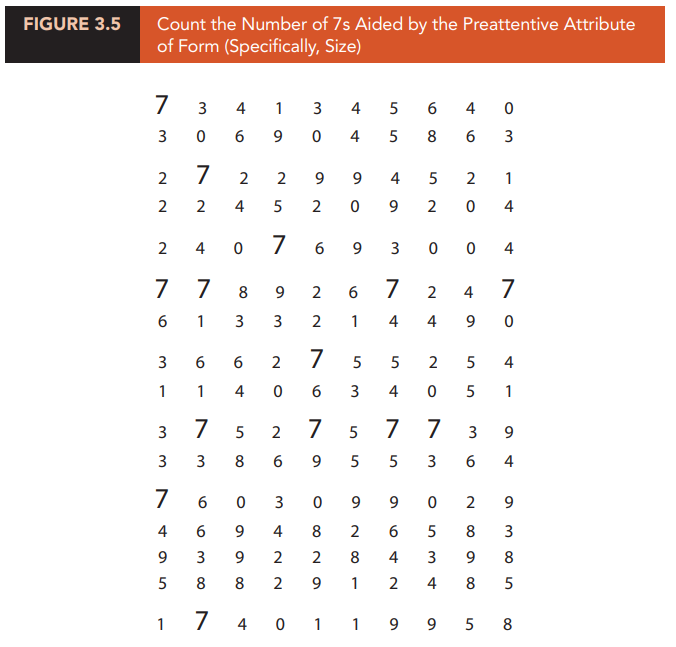 FIGURE 3.5
Count the Number of 7s Aided by the Preattentive Attribute
of Form (Specifically, Size)
7 3 4 1 3 4 5 6 4 0
3 0 6 9 0 4 5 8 6 3
2 7 2 2 9 9 4 5 2 1
2 2 4 5 2 0 9 2 0 4
2 4 0 7 6 9 3 0 0 4
7 7 8 9 2 6 7 2 4 7
6 1 3 3 2 1 4 4 9 0
3 6 6 2 7 5 5 2 5 4
1 1 4 0 6 3 4 0 5 1
3 7 5 2 7 5 7 7 3 9
3 3 8 6 9 5 5 3 6 4
7 6 0 3 0 9 9 0 2 9
4 6 9 4 8 2 6 5 8 3
9 3 9 2 2 8 4 3 9 8
5 8 8 2 9 1 2 4 8 5
1 7 4 0 1 1 9 9 5 8